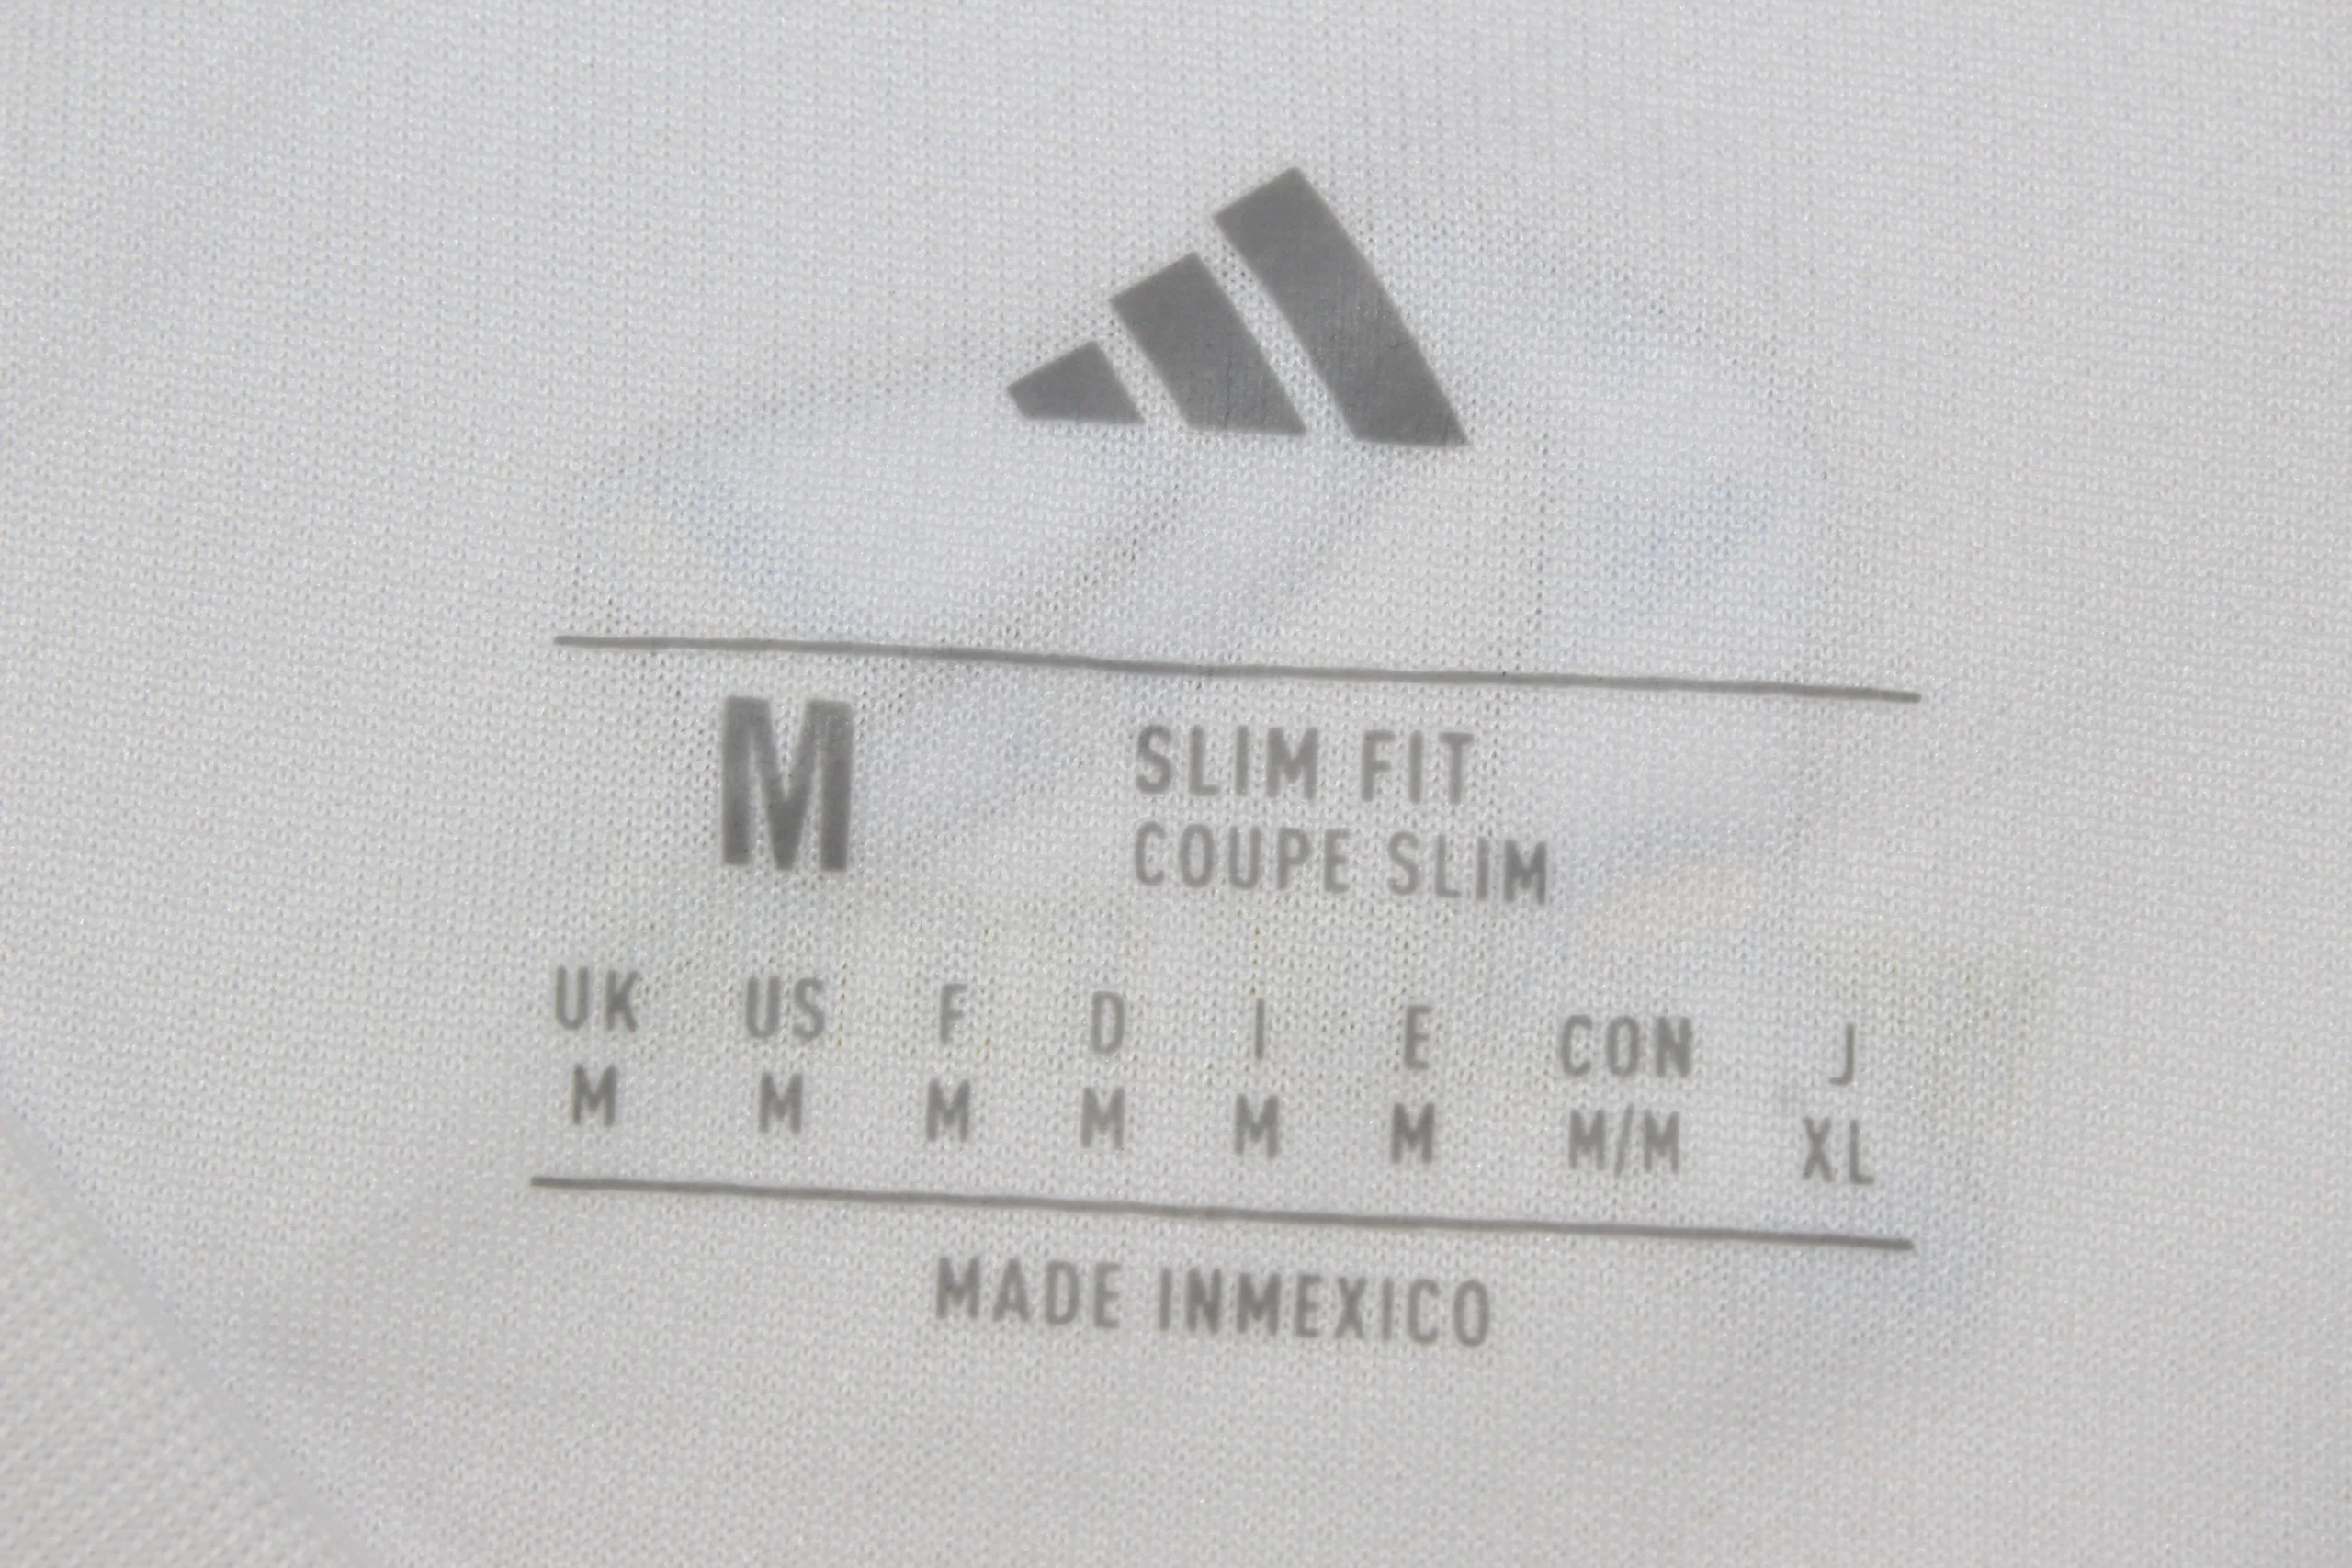 M
SLIM FIT
COUPE SLIM
UK US F D I E CON J
M M M M M M M/M XL
MADE INMEXICO